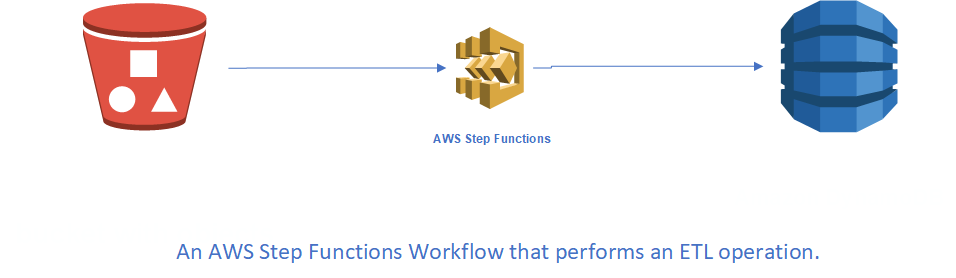 AWS Step Functions
An AWS Step Functions Workflow that performs an ETL operation.